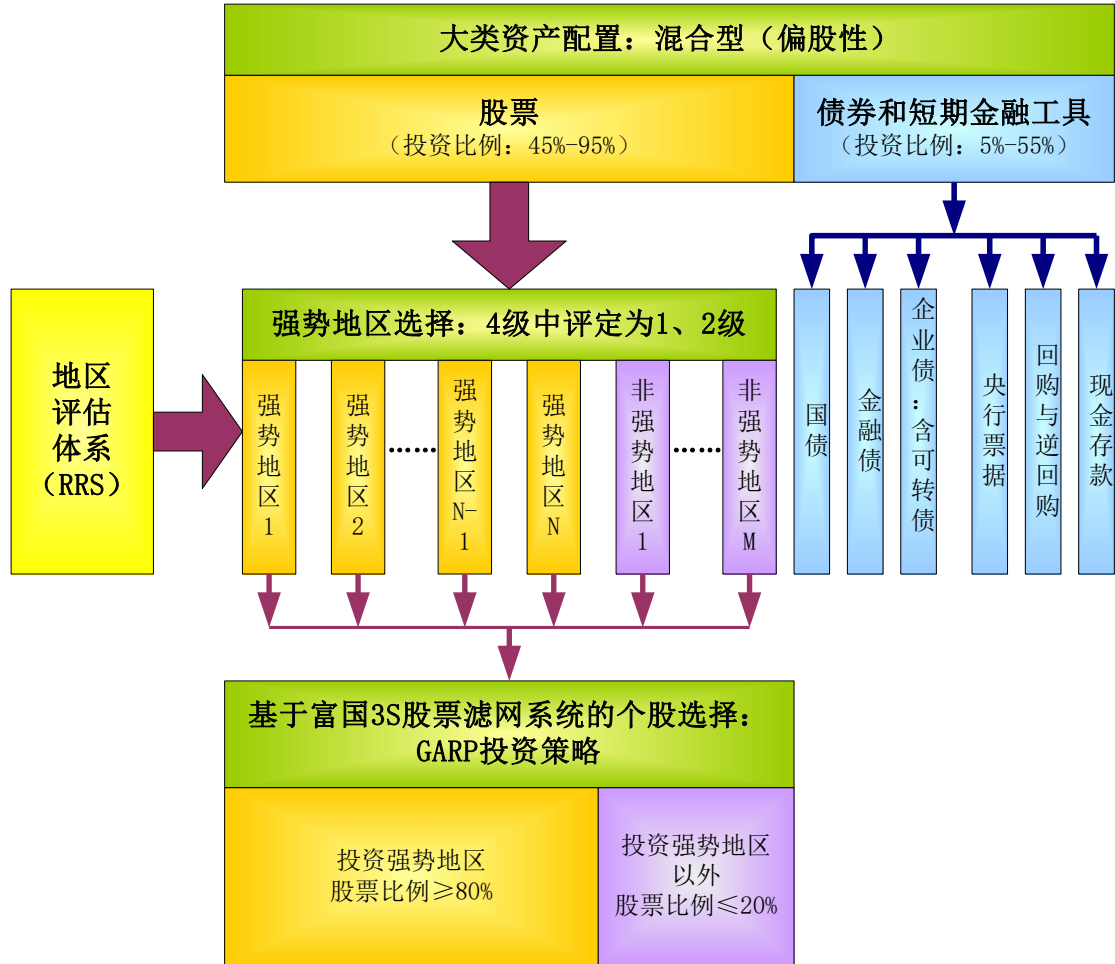 大类资产配置：混合型（偏股性）
股票
（投资比例：45%-95%）
债券和短期金融工具
（投资比例：5%-55%）
地区
评估
体系
（RRS）
强势地区选择：4级中评定为1、2级
强势地区1
强势地区2
……
强势地区N-1
强势地区N
非强势地区1
……
非强势地区M
国债
金融债
企业债：含可转债
央行票据
回购与逆回购
现金存款
基于富国3S股票滤网系统的个股选择：
GARP投资策略
投资强势地区
股票比例≥80%
投资强势地区
以外
股票比例≤20%